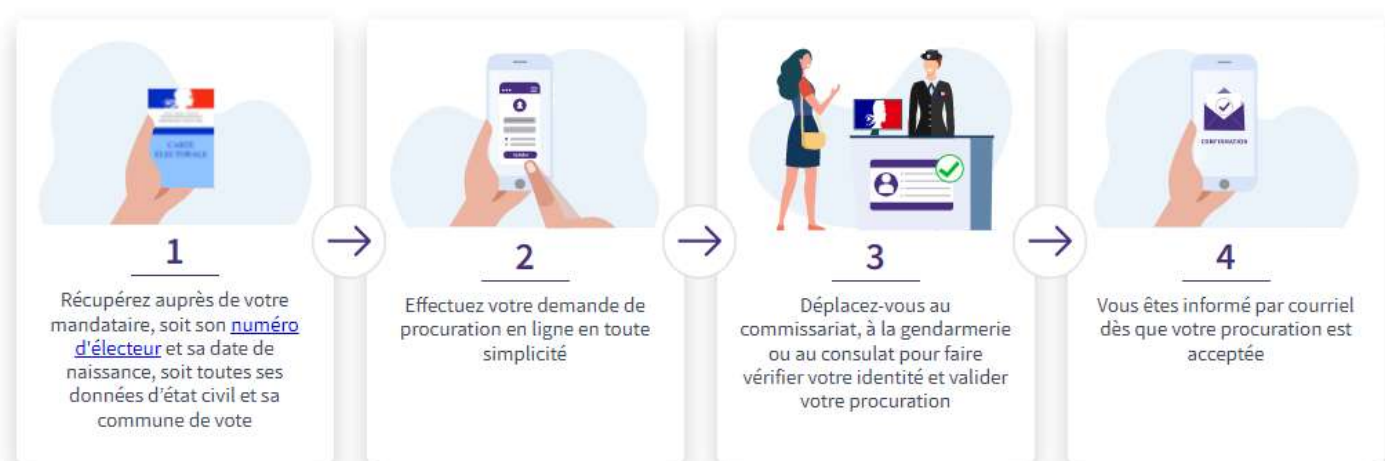 CARTE
ELECTORALE
1
Récupérez auprès de votre
mandataire, soit son numéro
d'électeur et sa date de
naissance, soit toutes ses
données d'état civil et sa
commune de vote
2
Effectuez votre demande de
procuration en ligne en toute
simplicité
3
Déplacez-vous au
commissariat, à la gendarmerie
ou au consulat pour faire
vérifier votre identité et valider
votre procuration
CONFIRMATION
4
Vous êtes informé par courriel
dès que votre procuration est
acceptée